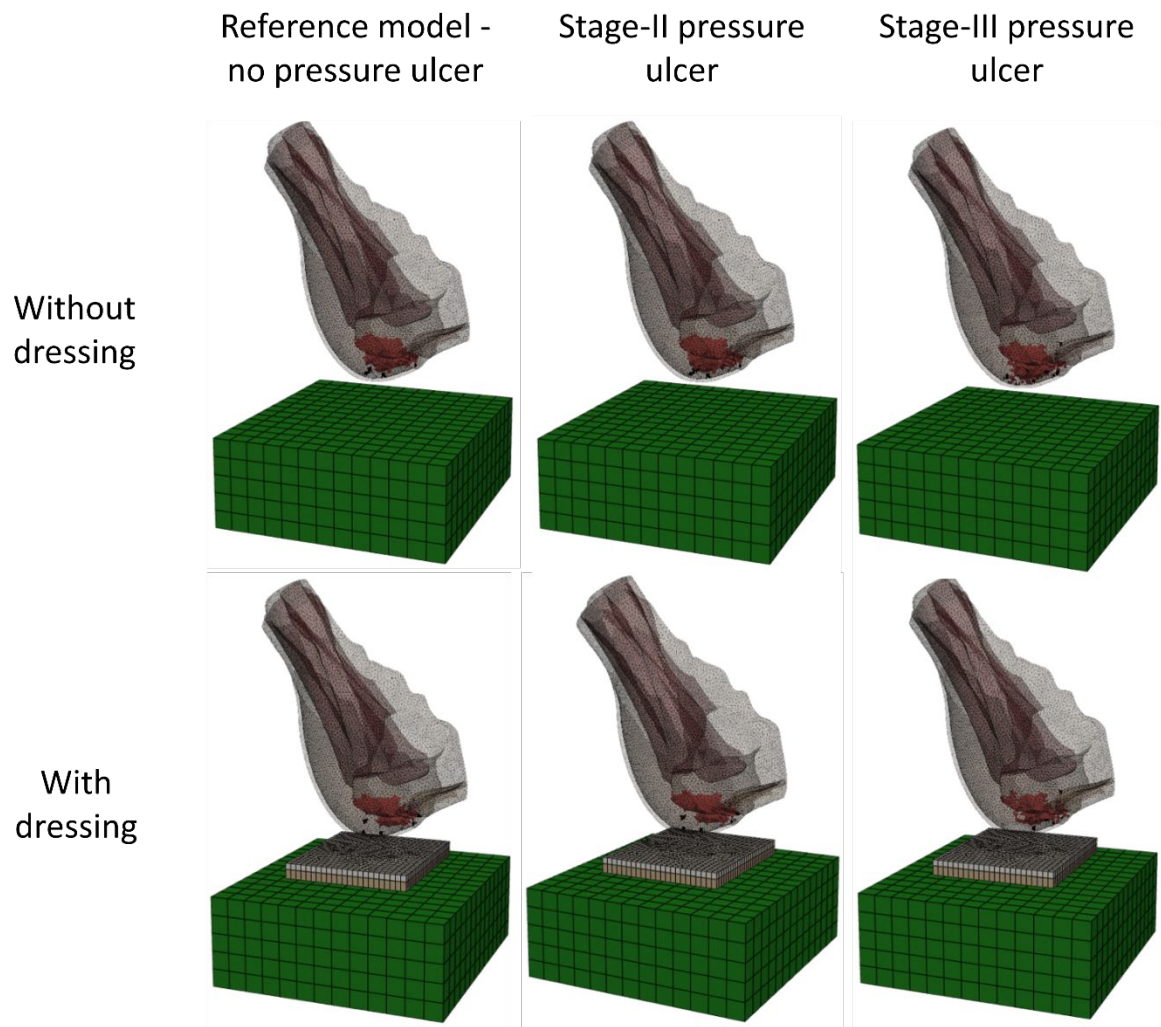 Reference model -
no pressure ulcer
Stage-II pressure
ulcer
Stage-III pressure
ulcer
Without
dressing
With
dressing